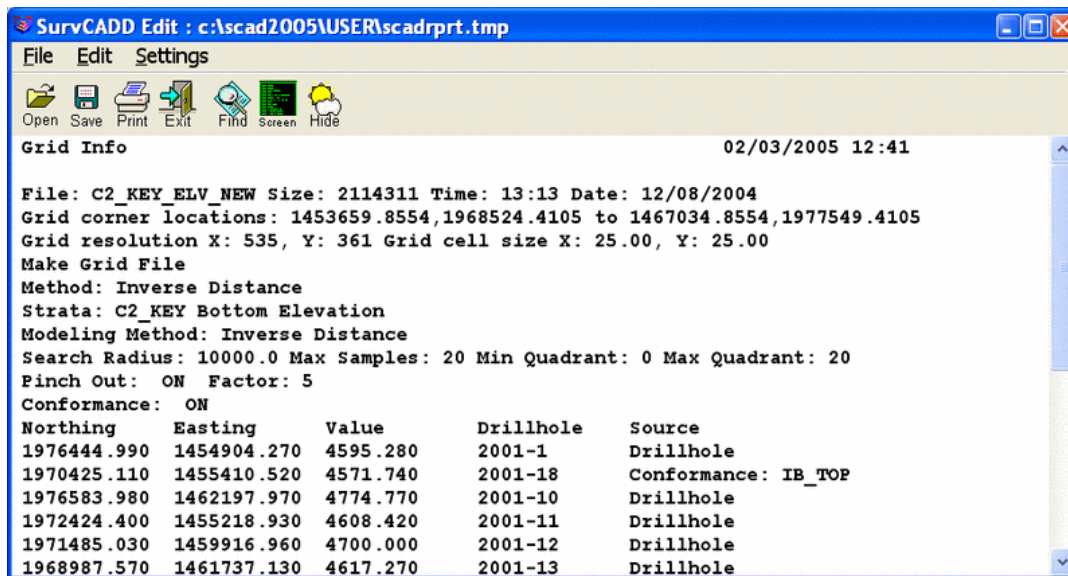 SurvCADD Edit : c:\scad2005\USER\scadrprt.tmp
File Edit Settings
Open Save Print Exit Find Screen Hide
Grid Info 02/03/2005 12:41
File: C2_KEY_ELV_NEW Size: 2114311 Time: 13:13 Date: 12/08/2004
Grid corner locations: 1453659.8554,1968524.4105 to 1467034.8554,1977549.4105
Grid resolution X: 535, Y: 361 Grid cell size X: 25.00, Y: 25.00
Make Grid File
Method: Inverse Distance
Strata: C2_KEY Bottom Elevation
Modeling Method: Inverse Distance
Search Radius: 10000.0 Max Samples: 20 Min Quadrant: 0 Max Quadrant: 20
Pinch Out: ON Factor: 5
Conformance: ON
Northing Easting Value Drillhole Source
1976444.990 1454904.270 4595.280 2001-1 Drillhole
1970425.110 1455410.520 4571.740 2001-18 Conformance: IB_TOP
1976583.980 1462197.970 4774.770 2001-10 Drillhole
1972424.400 1455218.930 4608.420 2001-11 Drillhole
1971485.030 1459916.960 4700.000 2001-12 Drillhole
1968987.570 1461737.130 4617.270 2001-13 Drillhole